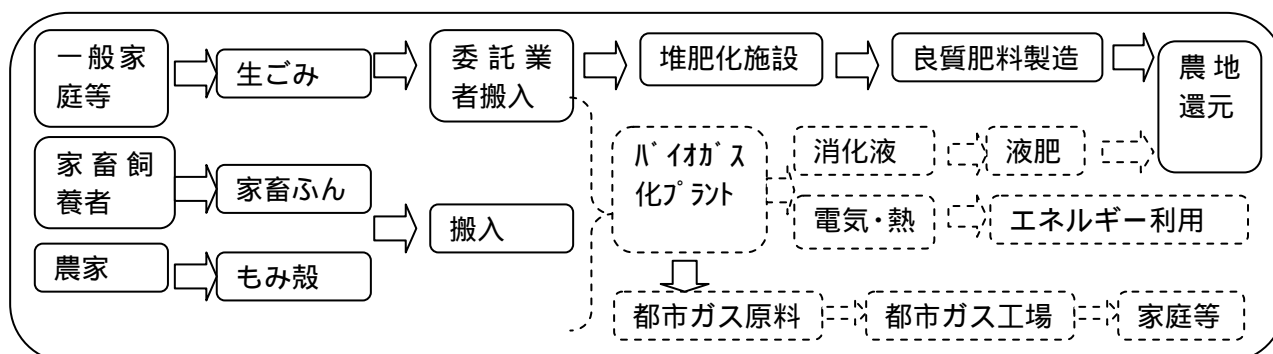 一般家
庭等
生ごみ
委託業
者搬入
堆肥化施設
良質肥料製造
農地
還元
家畜飼
養者
家畜ふん
搬入
農家
もみ殻
ﾊﾞｲｵｶﾞｽ
化ﾌﾟﾗﾝﾄ
消化液
液肥
電気・熱
エネルギー利用
都市ガス原料
都市ガス工場
家庭等